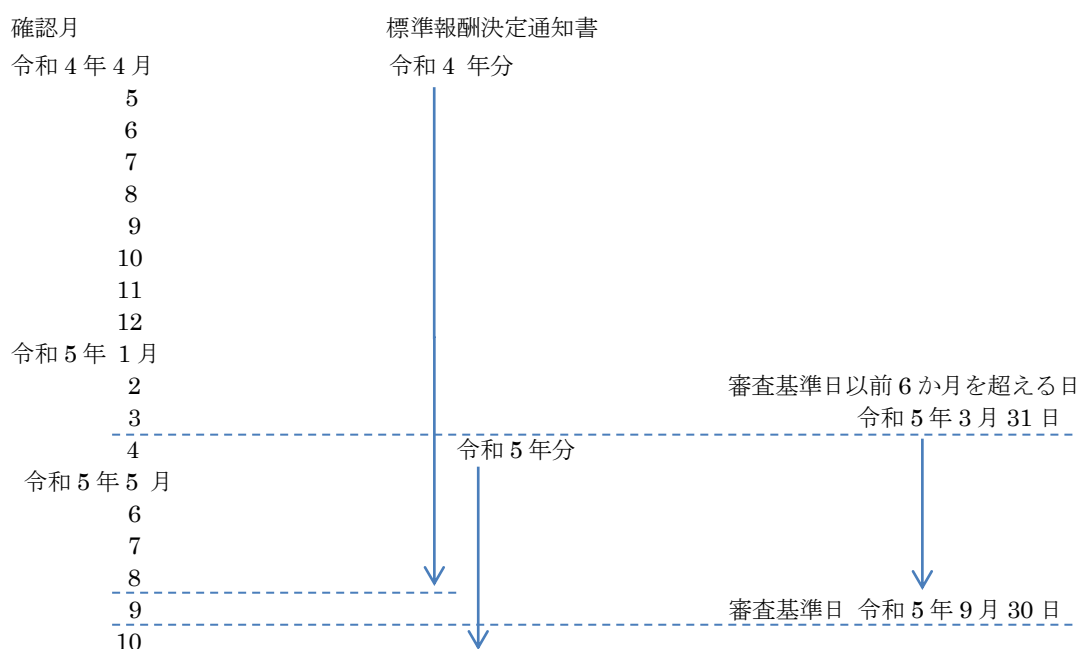 確認月 標準報酬決定通知書
令和 4 年 4 月 令和 4 年分
5
6
7
8
9
10
11
12
令和 5 年 1 月
2 審査基準日以前 6 か月を超える日
3 令和 5 年 3 月 31 日
4 令和 5 年分
令和 5 年 5 月
6
7
8
9 審査基準日 令和 5 年 9 月 30 日
10